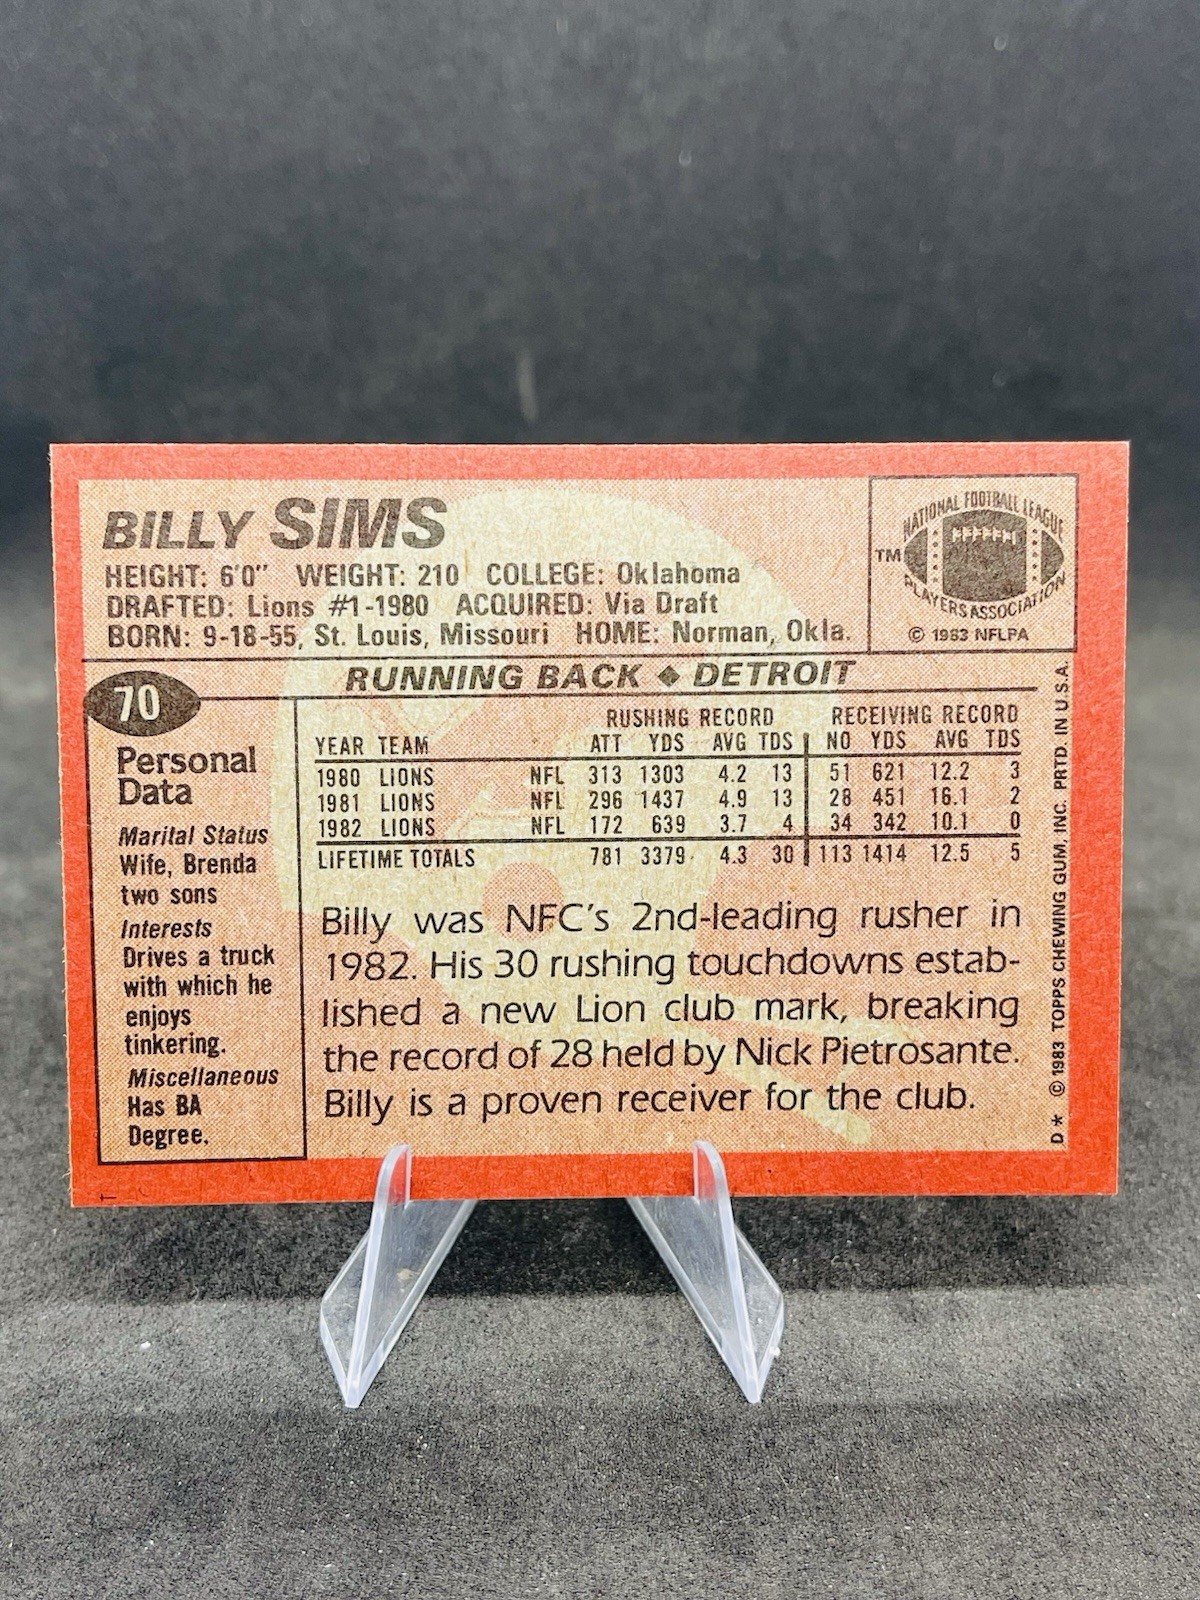 BILLY SIMS
HEIGHT: 6'0" WEIGHT: 210 COLLEGE: Oklahoma
DRAFTED: Lions #1-1980 ACQUIRED: Via Draft
BORN: 9-18-55, St. Louis, Missouri HOME: Norman, Okla.
NATIONAL FOOTBALL LEAGUE
TM
PLAYERS ASSOCIATION
© 1983 NFLPA
70
RUNNING BACK ◆ DETROIT
Personal
Data
Marital Status
Wife, Brenda
two sons
Interests
Drives a truck
with which he
enjoys
tinkering.
Miscellaneous
Has BA
Degree.
RUSHING RECORD RECEIVING RECORD
YEAR TEAM ATT YDS AVG TDS NO YDS AVG TDS
1980 LIONS NFL 313 1303 4.2 13 51 621 12.2 3
1981 LIONS NFL 296 1437 4.9 13 28 451 16.1 2
1982 LIONS NFL 172 639 3.7 4 34 342 10.1 0
LIFETIME TOTALS 781 3379 4.3 30 113 1414 12.5 5
Billy was NFC's 2nd-leading rusher in
1982. His 30 rushing touchdowns estab-
lished a new Lion club mark, breaking
the record of 28 held by Nick Pietrosante.
Billy is a proven receiver for the club.
D* © 1983 TOPPS CHEWING GUM, INC. PRTD. IN U.S.A.
T